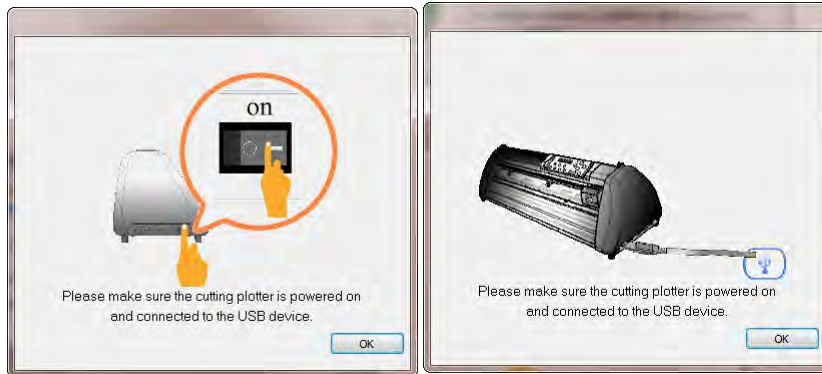 on
Please make sure the cutting plotter is powered on
and connected to the USB device.
OK
Please make sure the cutting plotter is powered on
and connected to the USB device.
OK